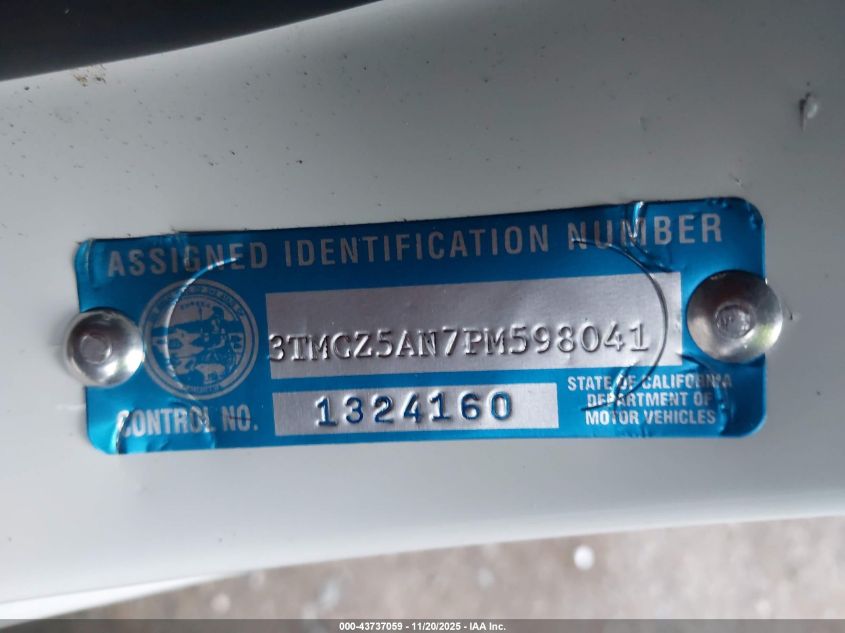 ASSIGNED IDENTIFICATION NUMBER
3TMCZ5AN7PM598041
CONTROL NO.
1324160
STATE OF CALIFORNIA
DEPARTMENT OF
MOTOR VEHICLES
000-43737059 - 11/20/2025 - IAA Inc.